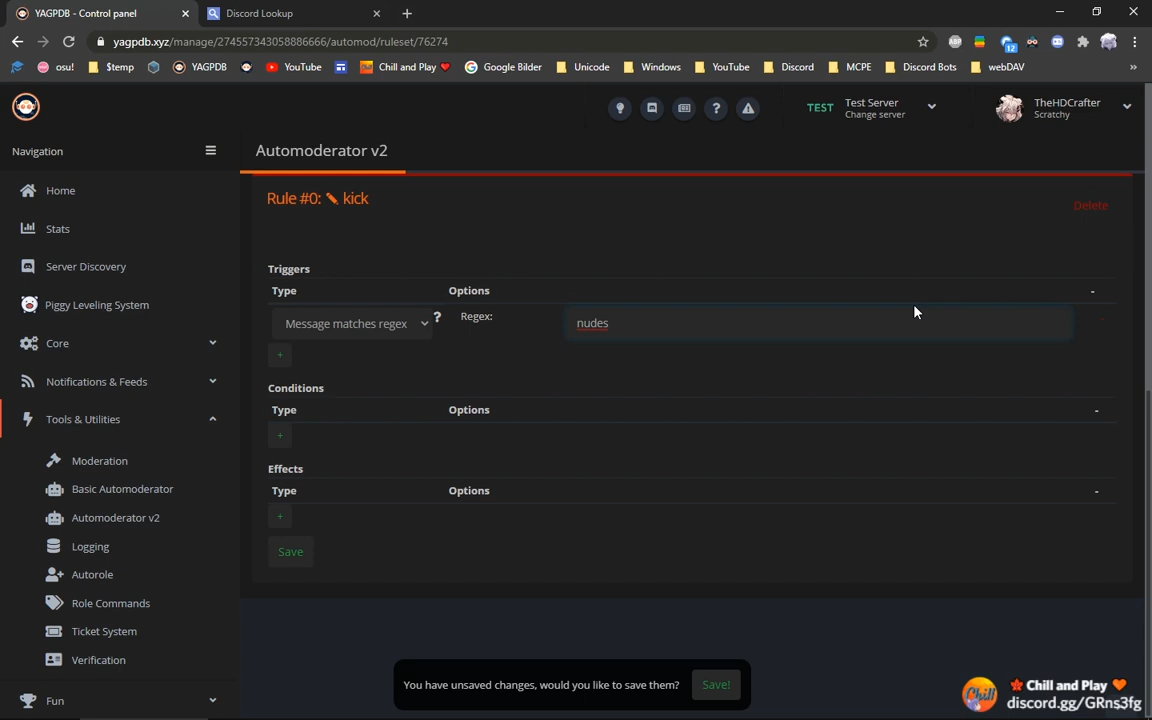 YAGPDB - Control panel
Discord Lookup
yagpdb.xyz/manage/274557343058886666/automod/ruleset/76274
ABP
12
osu!
$temp
YAGPDB
YouTube
Chill and Play
Google Bilder
Unicode
Windows
YouTube
Discord
MCPE
Discord Bots
webDAV
»
TEST
Test Server
Change server
TheHDCrafter
Scratchy
Navigation
Automoderator v2
Home
Stats
Server Discovery
Piggy Leveling System
Core
Notifications & Feeds
Tools & Utilities
Moderation
Basic Automoderator
Automoderator v2
Logging
Autorole
Role Commands
Ticket System
Verification
Fun
Rule #0: kick
Delete
Triggers
Type Options -
Message matches regex ? Regex: nudes
+
Conditions
Type Options -
+
Effects
Type Options -
+
Save
You have unsaved changes, would you like to save them? Save!
Chill
Chill and Play
discord.gg/GRns3fg